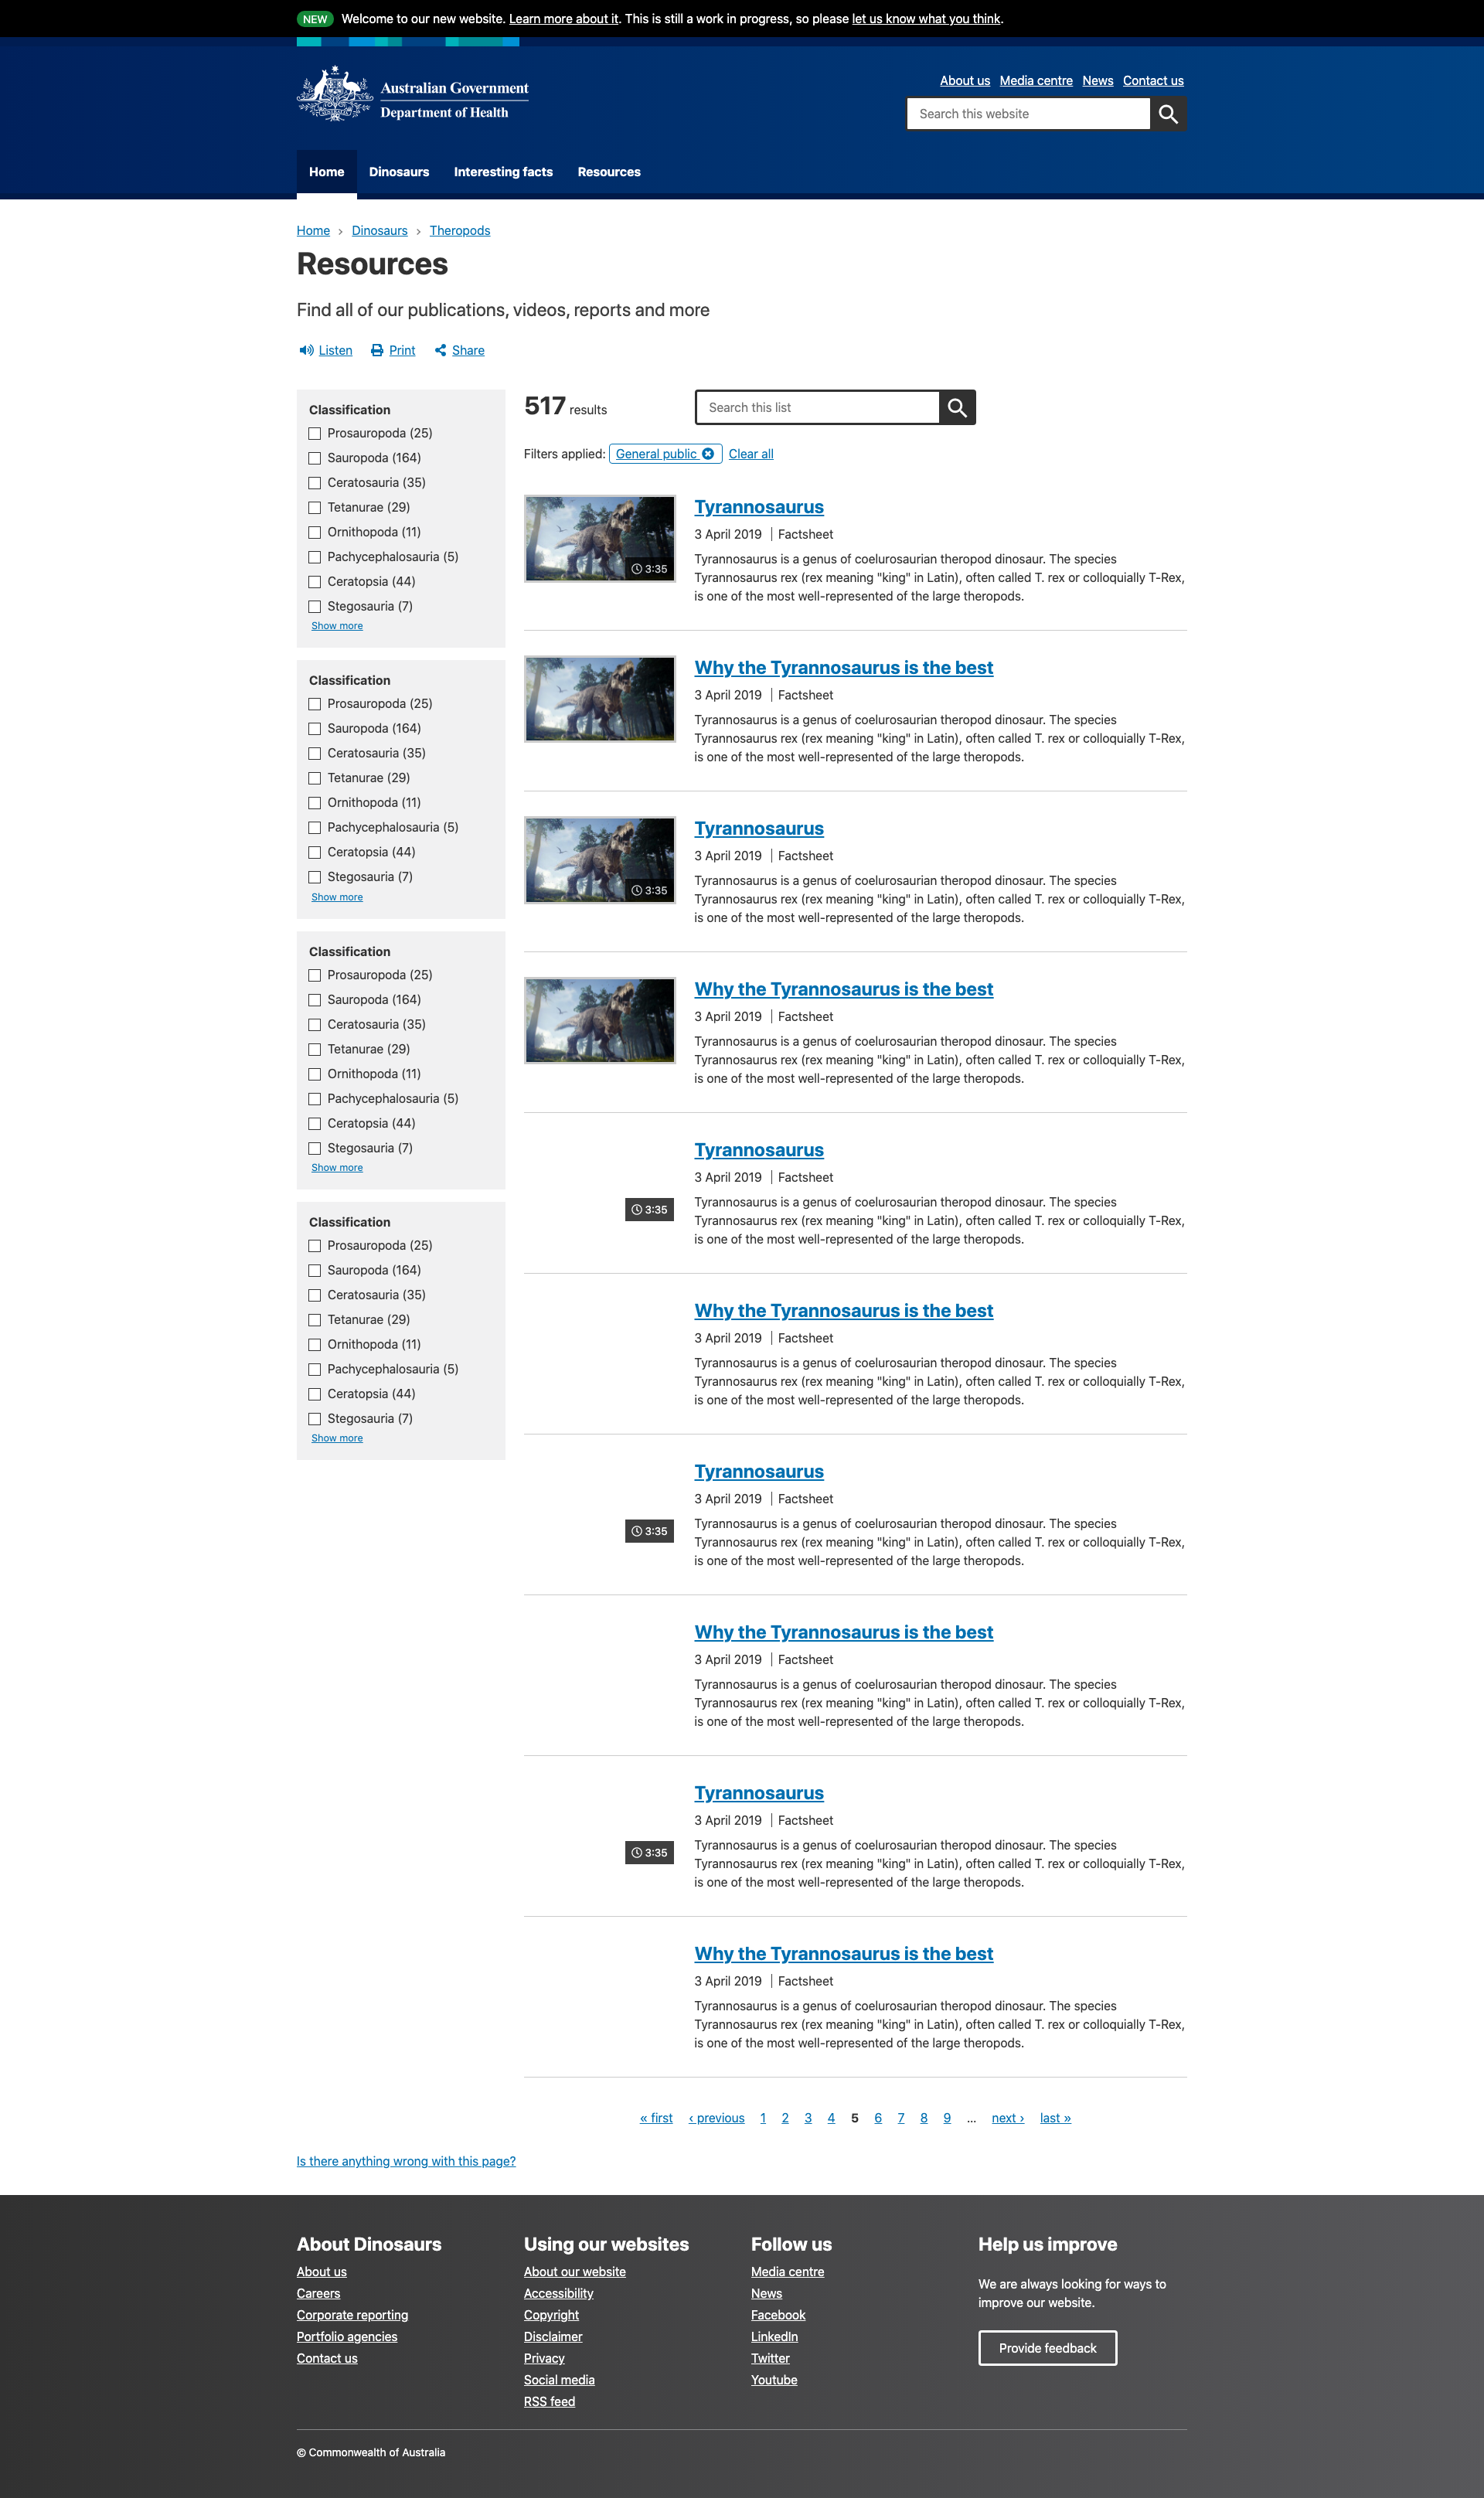 NEW Welcome to our new website. Learn more about it. This is still a work in progress, so please let us know what you think.
Australian Government
Department of Health
About us Media centre News Contact us
Search this website
Home Dinosaurs Interesting facts Resources
Home › Dinosaurs › Theropods
Resources
Find all of our publications, videos, reports and more
Listen Print Share
Classification
Prosauropoda (25)
Sauropoda (164)
Ceratosauria (35)
Tetanurae (29)
Ornithopoda (11)
Pachycephalosauria (5)
Ceratopsia (44)
Stegosauria (7)
Show more
Classification
Prosauropoda (25)
Sauropoda (164)
Ceratosauria (35)
Tetanurae (29)
Ornithopoda (11)
Pachycephalosauria (5)
Ceratopsia (44)
Stegosauria (7)
Show more
Classification
Prosauropoda (25)
Sauropoda (164)
Ceratosauria (35)
Tetanurae (29)
Ornithopoda (11)
Pachycephalosauria (5)
Ceratopsia (44)
Stegosauria (7)
Show more
Classification
Prosauropoda (25)
Sauropoda (164)
Ceratosauria (35)
Tetanurae (29)
Ornithopoda (11)
Pachycephalosauria (5)
Ceratopsia (44)
Stegosauria (7)
Show more
517 results
Search this list
Filters applied: General public Clear all
3:35
Tyrannosaurus
3 April 2019 | Factsheet
Tyrannosaurus is a genus of coelurosaurian theropod dinosaur. The species
Tyrannosaurus rex (rex meaning "king" in Latin), often called T. rex or colloquially T-Rex,
is one of the most well-represented of the large theropods.
Why the Tyrannosaurus is the best
3 April 2019 | Factsheet
Tyrannosaurus is a genus of coelurosaurian theropod dinosaur. The species
Tyrannosaurus rex (rex meaning "king" in Latin), often called T. rex or colloquially T-Rex,
is one of the most well-represented of the large theropods.
3:35
Tyrannosaurus
3 April 2019 | Factsheet
Tyrannosaurus is a genus of coelurosaurian theropod dinosaur. The species
Tyrannosaurus rex (rex meaning "king" in Latin), often called T. rex or colloquially T-Rex,
is one of the most well-represented of the large theropods.
Why the Tyrannosaurus is the best
3 April 2019 | Factsheet
Tyrannosaurus is a genus of coelurosaurian theropod dinosaur. The species
Tyrannosaurus rex (rex meaning "king" in Latin), often called T. rex or colloquially T-Rex,
is one of the most well-represented of the large theropods.
3:35
Tyrannosaurus
3 April 2019 | Factsheet
Tyrannosaurus is a genus of coelurosaurian theropod dinosaur. The species
Tyrannosaurus rex (rex meaning "king" in Latin), often called T. rex or colloquially T-Rex,
is one of the most well-represented of the large theropods.
Why the Tyrannosaurus is the best
3 April 2019 | Factsheet
Tyrannosaurus is a genus of coelurosaurian theropod dinosaur. The species
Tyrannosaurus rex (rex meaning "king" in Latin), often called T. rex or colloquially T-Rex,
is one of the most well-represented of the large theropods.
3:35
Tyrannosaurus
3 April 2019 | Factsheet
Tyrannosaurus is a genus of coelurosaurian theropod dinosaur. The species
Tyrannosaurus rex (rex meaning "king" in Latin), often called T. rex or colloquially T-Rex,
is one of the most well-represented of the large theropods.
Why the Tyrannosaurus is the best
3 April 2019 | Factsheet
Tyrannosaurus is a genus of coelurosaurian theropod dinosaur. The species
Tyrannosaurus rex (rex meaning "king" in Latin), often called T. rex or colloquially T-Rex,
is one of the most well-represented of the large theropods.
3:35
Tyrannosaurus
3 April 2019 | Factsheet
Tyrannosaurus is a genus of coelurosaurian theropod dinosaur. The species
Tyrannosaurus rex (rex meaning "king" in Latin), often called T. rex or colloquially T-Rex,
is one of the most well-represented of the large theropods.
Why the Tyrannosaurus is the best
3 April 2019 | Factsheet
Tyrannosaurus is a genus of coelurosaurian theropod dinosaur. The species
Tyrannosaurus rex (rex meaning "king" in Latin), often called T. rex or colloquially T-Rex,
is one of the most well-represented of the large theropods.
« first ‹ previous 1 2 3 4 5 6 7 8 9 … next › last »
Is there anything wrong with this page?
About Dinosaurs
About us
Careers
Corporate reporting
Portfolio agencies
Contact us
Using our websites
About our website
Accessibility
Copyright
Disclaimer
Privacy
Social media
RSS feed
Follow us
Media centre
News
Facebook
LinkedIn
Twitter
Youtube
Help us improve
We are always looking for ways to
improve our website.
Provide feedback
© Commonwealth of Australia